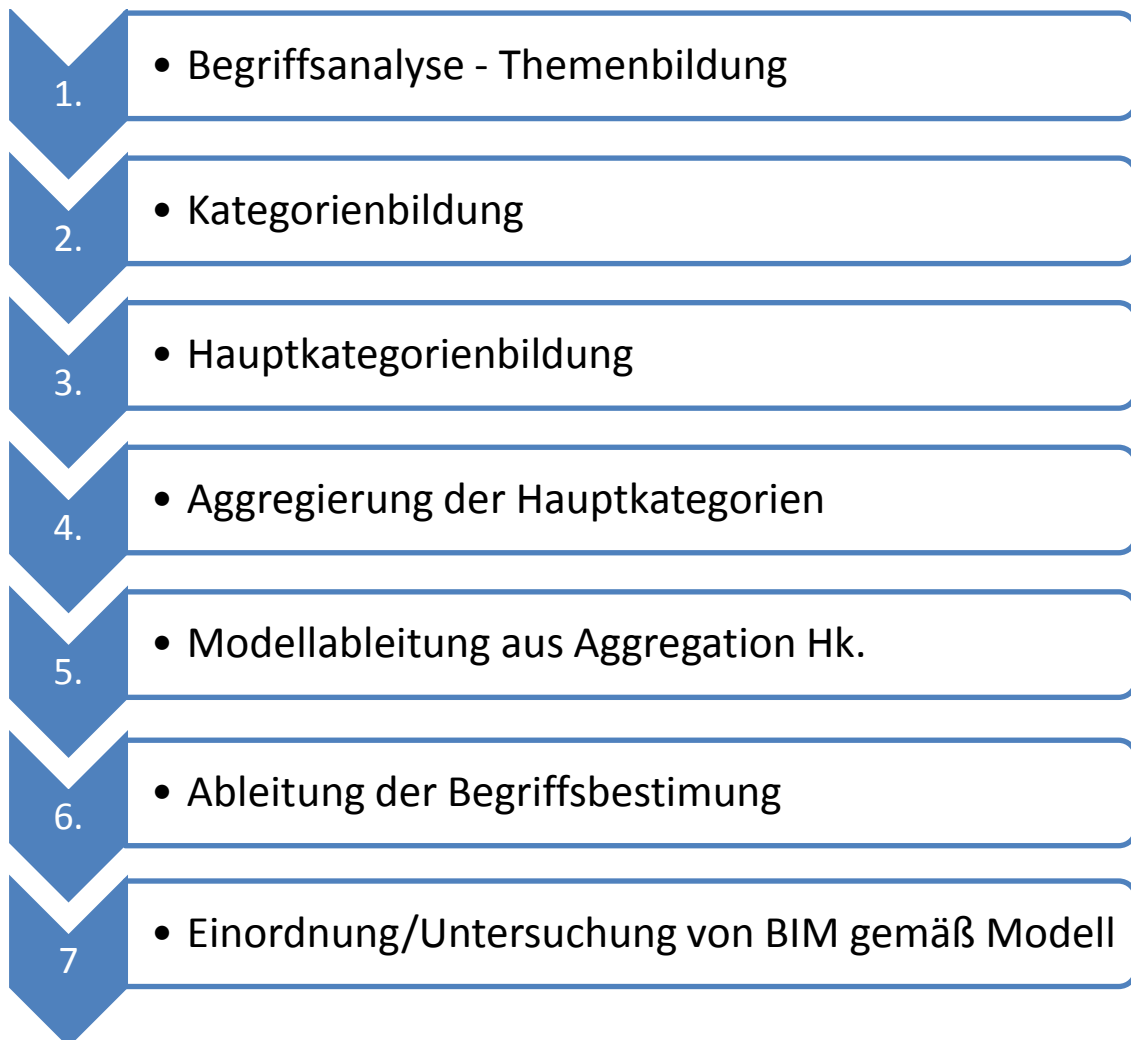 1. • Begriffsanalyse - Themenbildung
2. • Kategorienbildung
3. • Hauptkategorienbildung
4. • Aggregierung der Hauptkategorien
5. • Modellableitung aus Aggregation Hk.
6. • Ableitung der Begriffsbestimung
7 • Einordnung/Untersuchung von BIM gemäß Modell